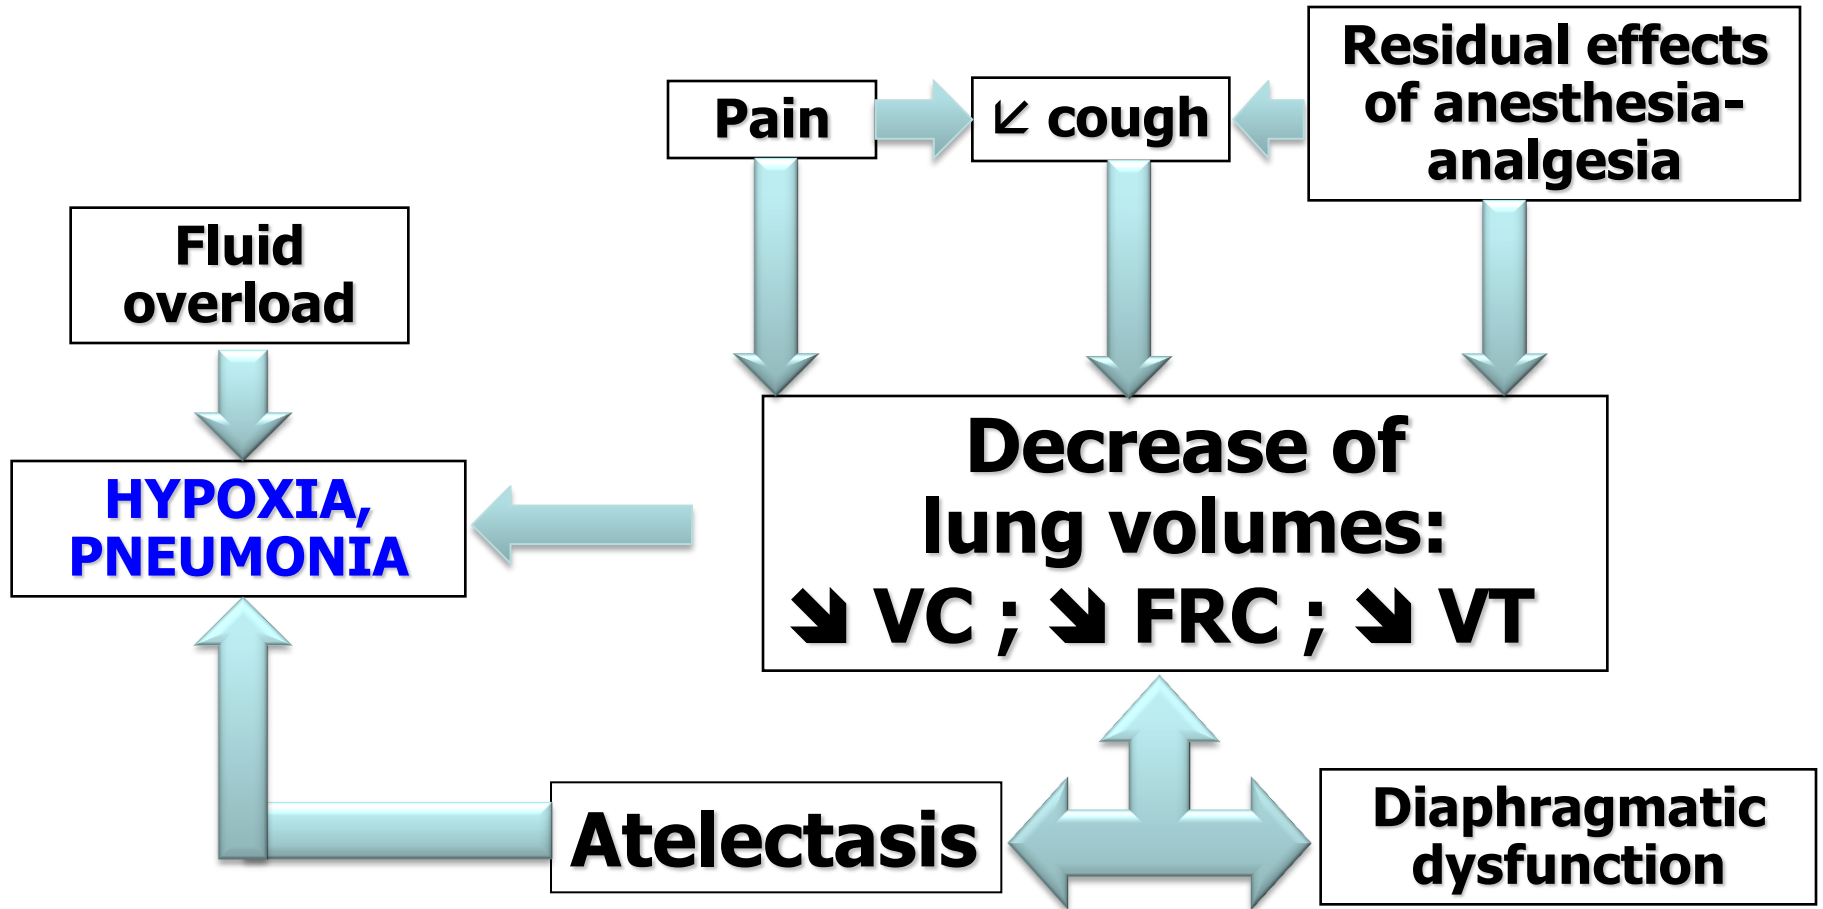 Residual effects
of anesthesia-
analgesia
Pain
↙ cough
Fluid
overload
Decrease of
lung volumes:
⬊ VC ; ⬊ FRC ; ⬊ VT
HYPOXIA,
PNEUMONIA
Atelectasis
Diaphragmatic
dysfunction